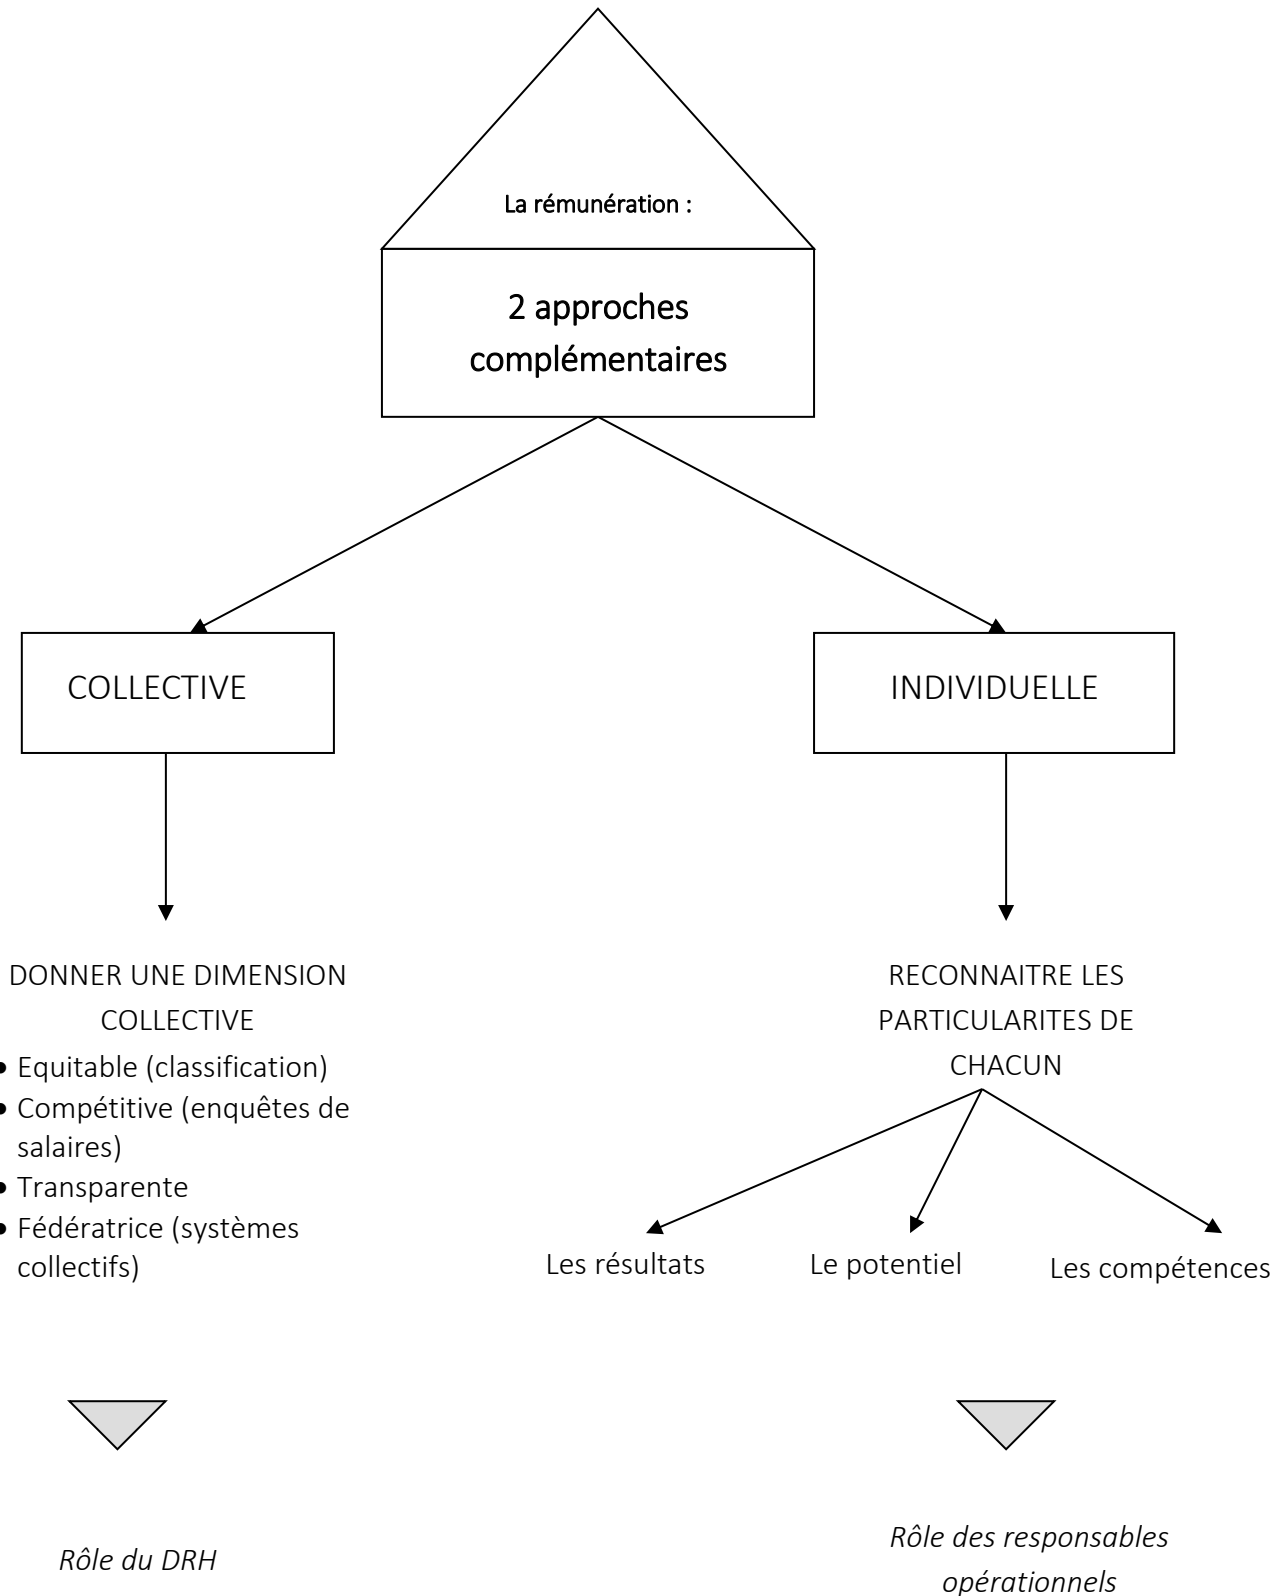 La rémunération :
2 approches
complémentaires
COLLECTIVE
INDIVIDUELLE
DONNER UNE DIMENSION
COLLECTIVE
• Equitable (classification)
• Compétitive (enquêtes de
salaires)
• Transparente
• Fédératrice (systèmes
collectifs)
RECONNAITRE LES
PARTICULARITES DE
CHACUN
Les résultats
Le potentiel
Les compétences
Rôle du DRH
Rôle des responsables
opérationnels